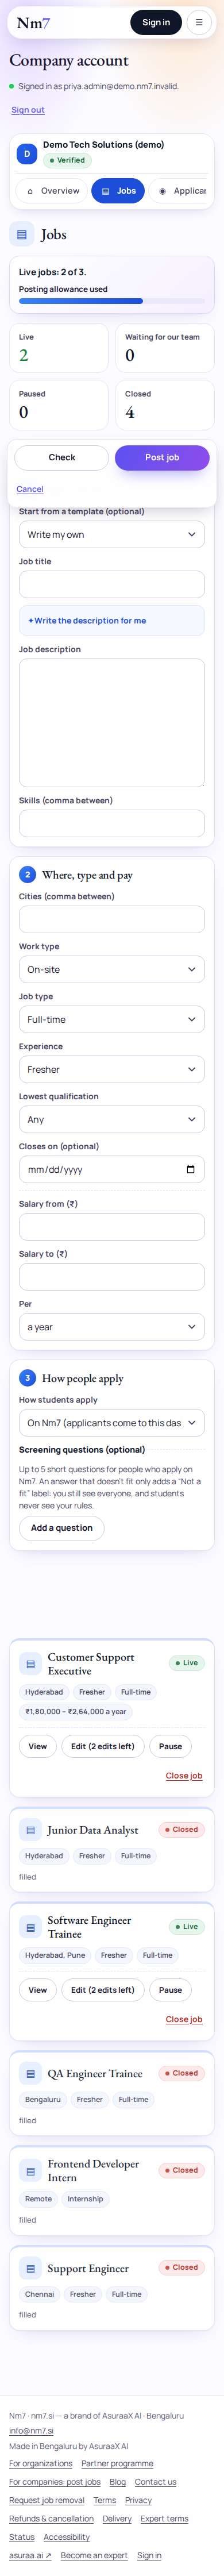 Nm7
Sign in
Company account
Signed in as priya.admin@demo.nm7.invalid.
Sign out
D
Demo Tech Solutions (demo)
Verified
Overview
Jobs
Applican
Jobs
Live jobs: 2 of 3.
Posting allowance used
Live
2
Waiting for our team
0
Paused
0
Closed
4
Check
Post job
Cancel
Start from a template (optional)
Write my own
Job title
✦ Write the description for me
Job description
Skills (comma between)
2 Where, type and pay
Cities (comma between)
Work type
On-site
Job type
Full-time
Experience
Fresher
Lowest qualification
Any
Closes on (optional)
mm/dd/yyyy
Salary from (₹)
Salary to (₹)
Per
a year
3 How people apply
How students apply
On Nm7 (applicants come to this das
Screening questions (optional)
Up to 5 short questions for people who apply on
Nm7. An answer that doesn't fit only adds a "Not a
fit" label: you still see everyone, and students
never see your rules.
Add a question
Customer Support
Executive
Live
Hyderabad Fresher Full-time
₹1,80,000 – ₹2,64,000 a year
View Edit (2 edits left) Pause
Close job
Junior Data Analyst
Closed
Hyderabad Fresher Full-time
filled
Software Engineer
Trainee
Live
Hyderabad, Pune Fresher Full-time
View Edit (2 edits left) Pause
Close job
QA Engineer Trainee
Closed
Bengaluru Fresher Full-time
filled
Frontend Developer
Intern
Closed
Remote Internship
filled
Support Engineer
Closed
Chennai Fresher Full-time
filled
Nm7 · nm7.si — a brand of AsuraaX AI · Bengaluru
info@nm7.si
Made in Bengaluru by AsuraaX AI
For organizations Partner programme
For companies: post jobs Blog Contact us
Request job removal Terms Privacy
Refunds & cancellation Delivery Expert terms
Status Accessibility
asuraa.ai ↗ Become an expert Sign in